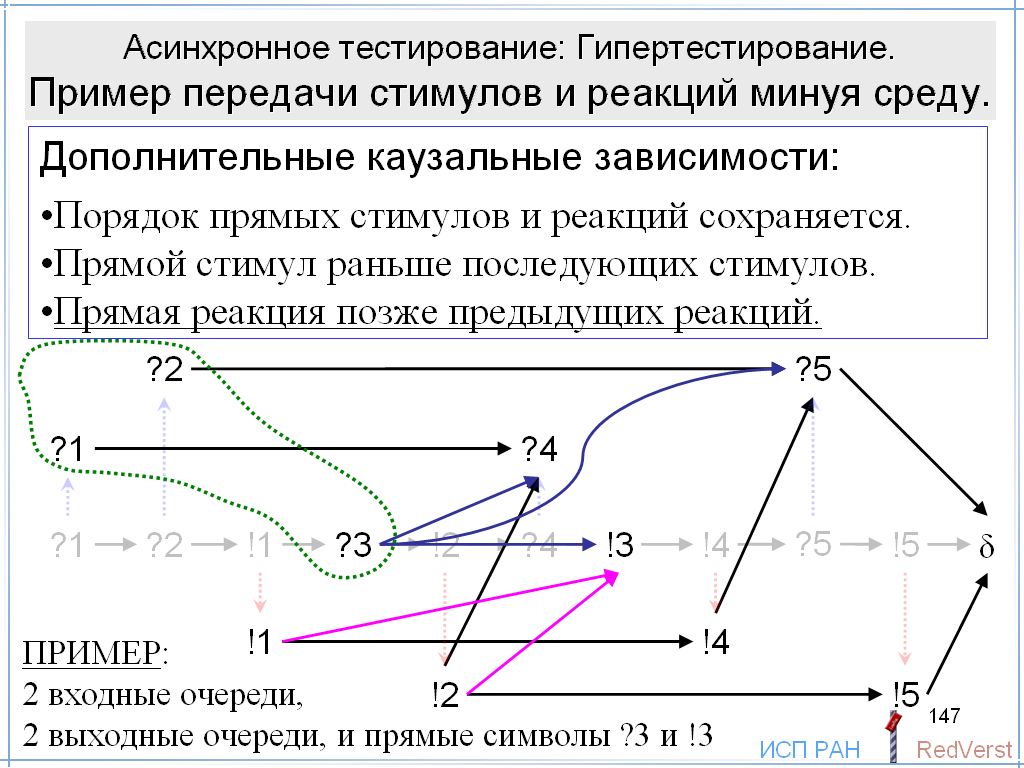 Асинхронное тестирование: Гипертестирование.
Пример передачи стимулов и реакций минуя среду.
Дополнительные каузальные зависимости:
•Порядок прямых стимулов и реакций сохраняется.
•Прямой стимул раньше последующих стимулов.
•Прямая реакция позже предыдущих реакций.
?2 ?5
?1 ?4
?1 ?2 !1 ?3 !2 ?4 !3 !4 ?5 !5 δ
!1 !4
ПРИМЕР:
!2 !5
2 входные очереди,
147
2 выходные очереди, и прямые символы ?3 и !3
ИСП РАН RedVerst